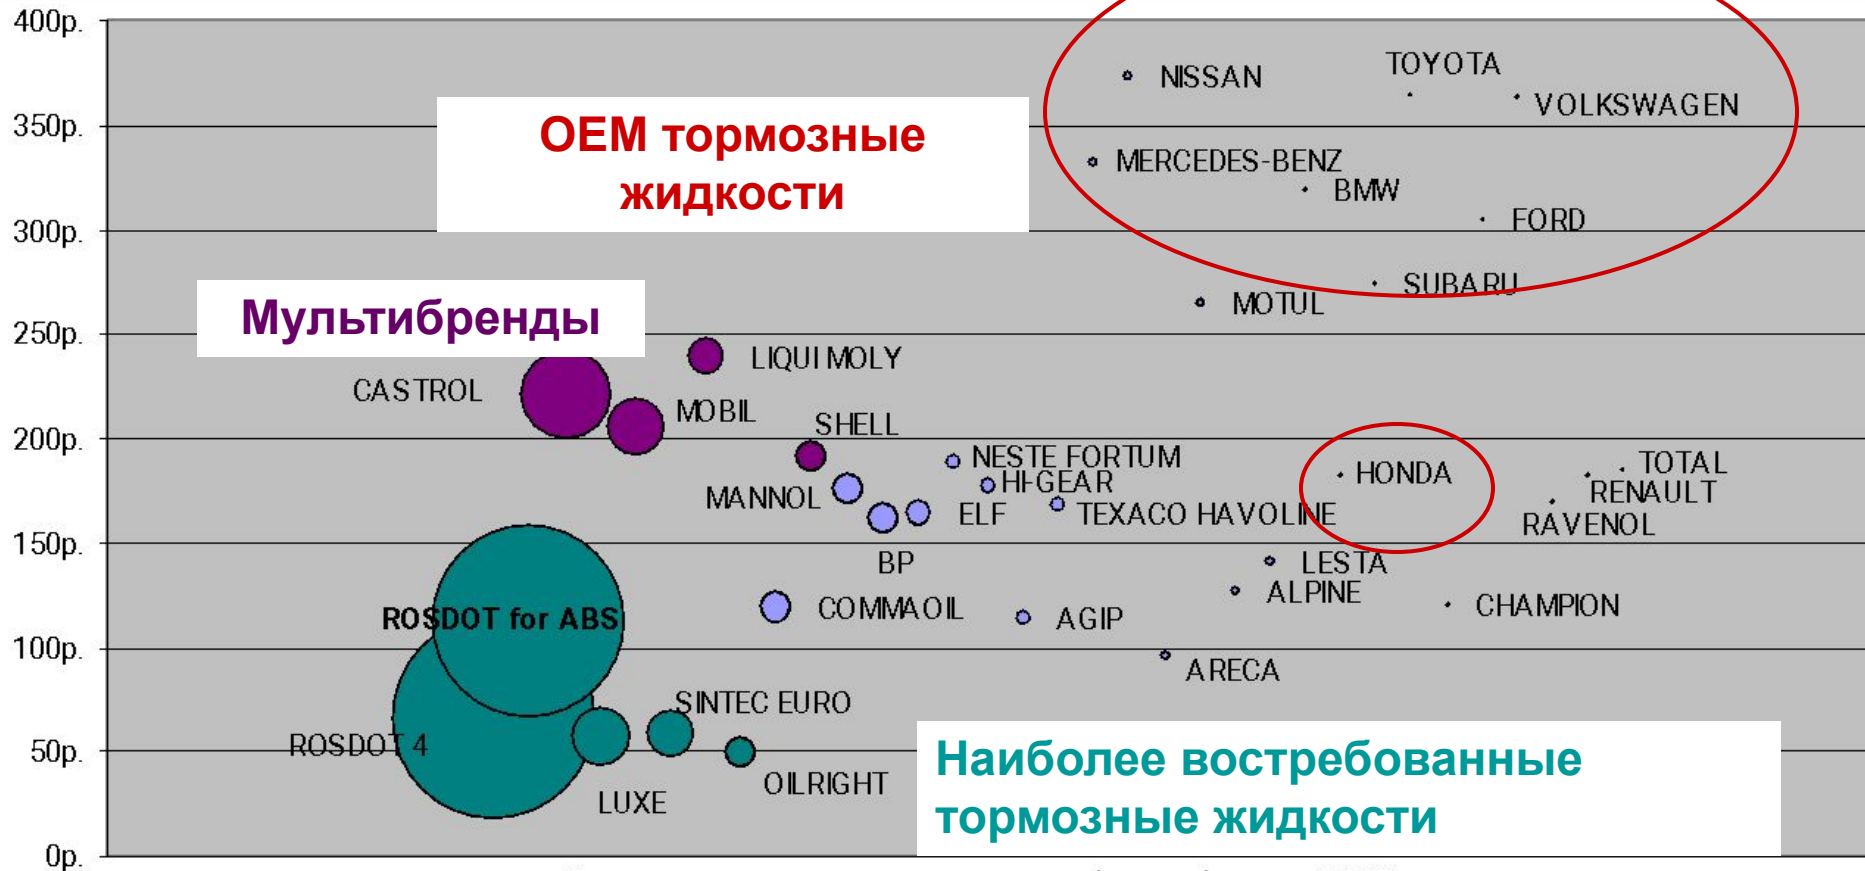 400р.
TOYOTA
NISSAN
VOLKSWAGEN
350р.
OEM тормозные
жидкости
MERCEDES-BENZ
BMW
300р.
FORD
SUBARU
MOTUL
Мультибренды
250р.
LIQUI MOLY
CASTROL
MOBIL
SHELL
200р.
NESTE FORTUM
TOTAL
HI-GEAR
HONDA
RENAULT
MANNOL
ELF
TEXACO HAVOLINE
RAVENOL
150р.
BP
LESTA
ALPINE
ROSDOT for ABS
COMMA OIL
AGIP
CHAMPION
100р.
ARECA
SINTEC EURO
50р.
ROSDOT 4
OILRIGHT
LUXE
Наиболее востребованные
тормозные жидкости
0р.